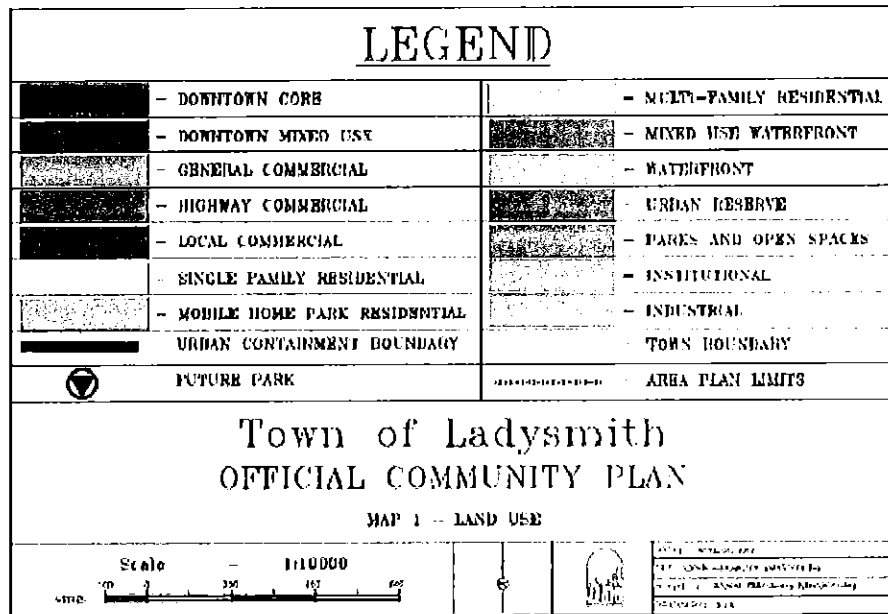 LEGEND
- DOWNTOWN CORE
- DOWNTOWN MIXED USE
- GENERAL COMMERCIAL
- HIGHWAY COMMERCIAL
- LOCAL COMMERCIAL
- SINGLE FAMILY RESIDENTIAL
- MOBILE HOME PARK RESIDENTIAL
URBAN CONTAINMENT BOUNDARY
FUTURE PARK
- MULTI-FAMILY RESIDENTIAL
- MIXED USE WATERFRONT
- WATERFRONT
- URBAN RESERVE
- PARKS AND OPEN SPACES
- INSTITUTIONAL
- INDUSTRIAL
- TOWN BOUNDARY
- AREA PLAN LIMITS
Town of Ladysmith
OFFICIAL COMMUNITY PLAN
MAP 1 - LAND USE
Scale - 1:10000